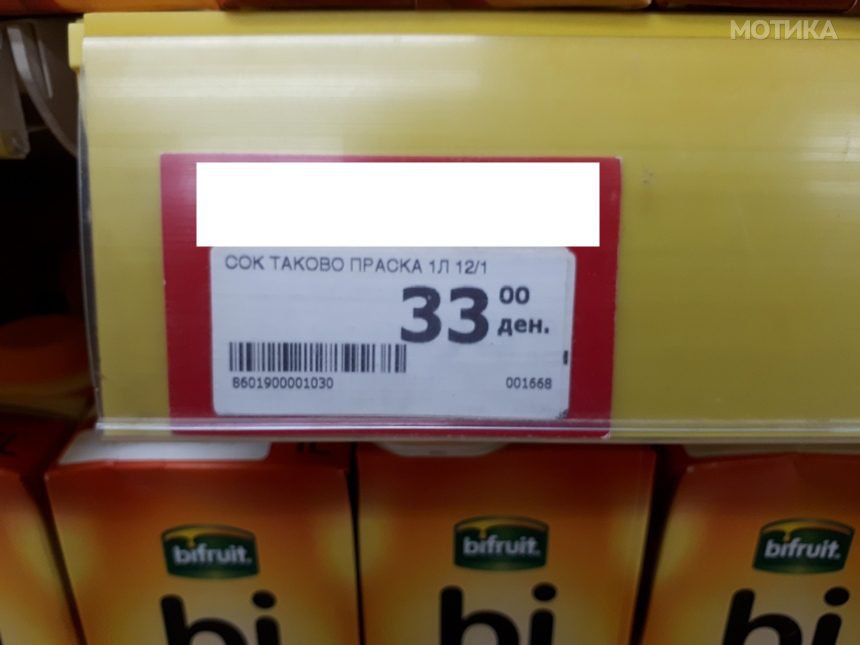 МОТИКА
СОК ТАКОВО ПРАСКА 1Л 12/1
33 00 ден.
8601900001030 001668
bifruit. bifruit. bifruit.
bi bi bi